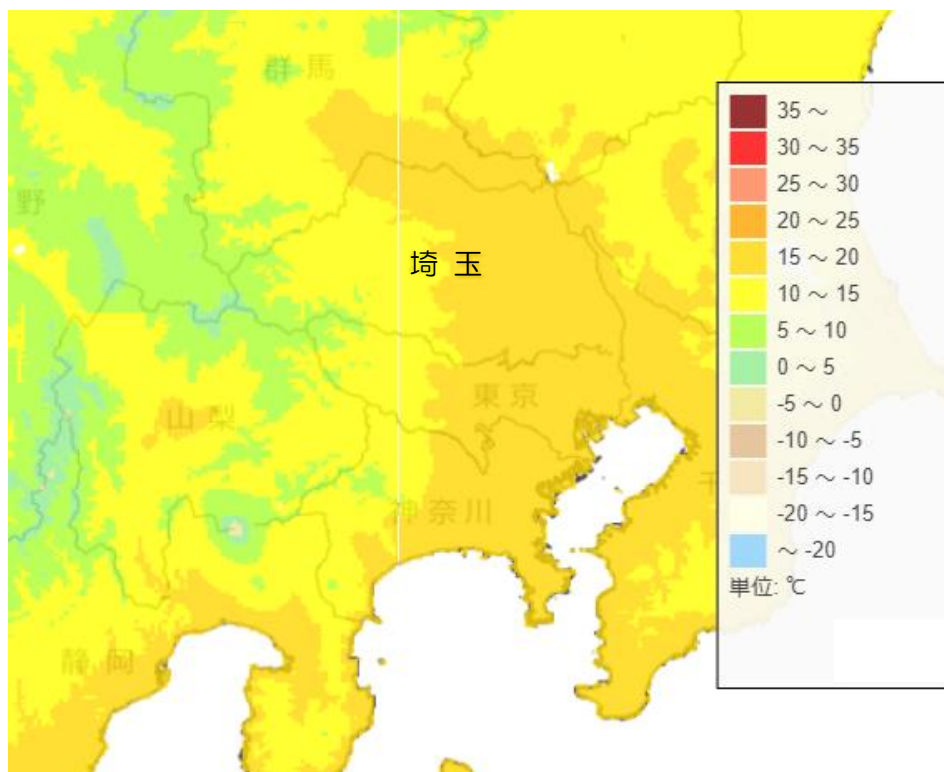 群馬
野
埼玉
山梨
東京
神奈川
千
静岡
35 ～
30 ～ 35
25 ～ 30
20 ～ 25
15 ～ 20
10 ～ 15
5 ～ 10
0 ～ 5
-5 ～ 0
-10 ～ -5
-15 ～ -10
-20 ～ -15
～ -20
単位: ℃